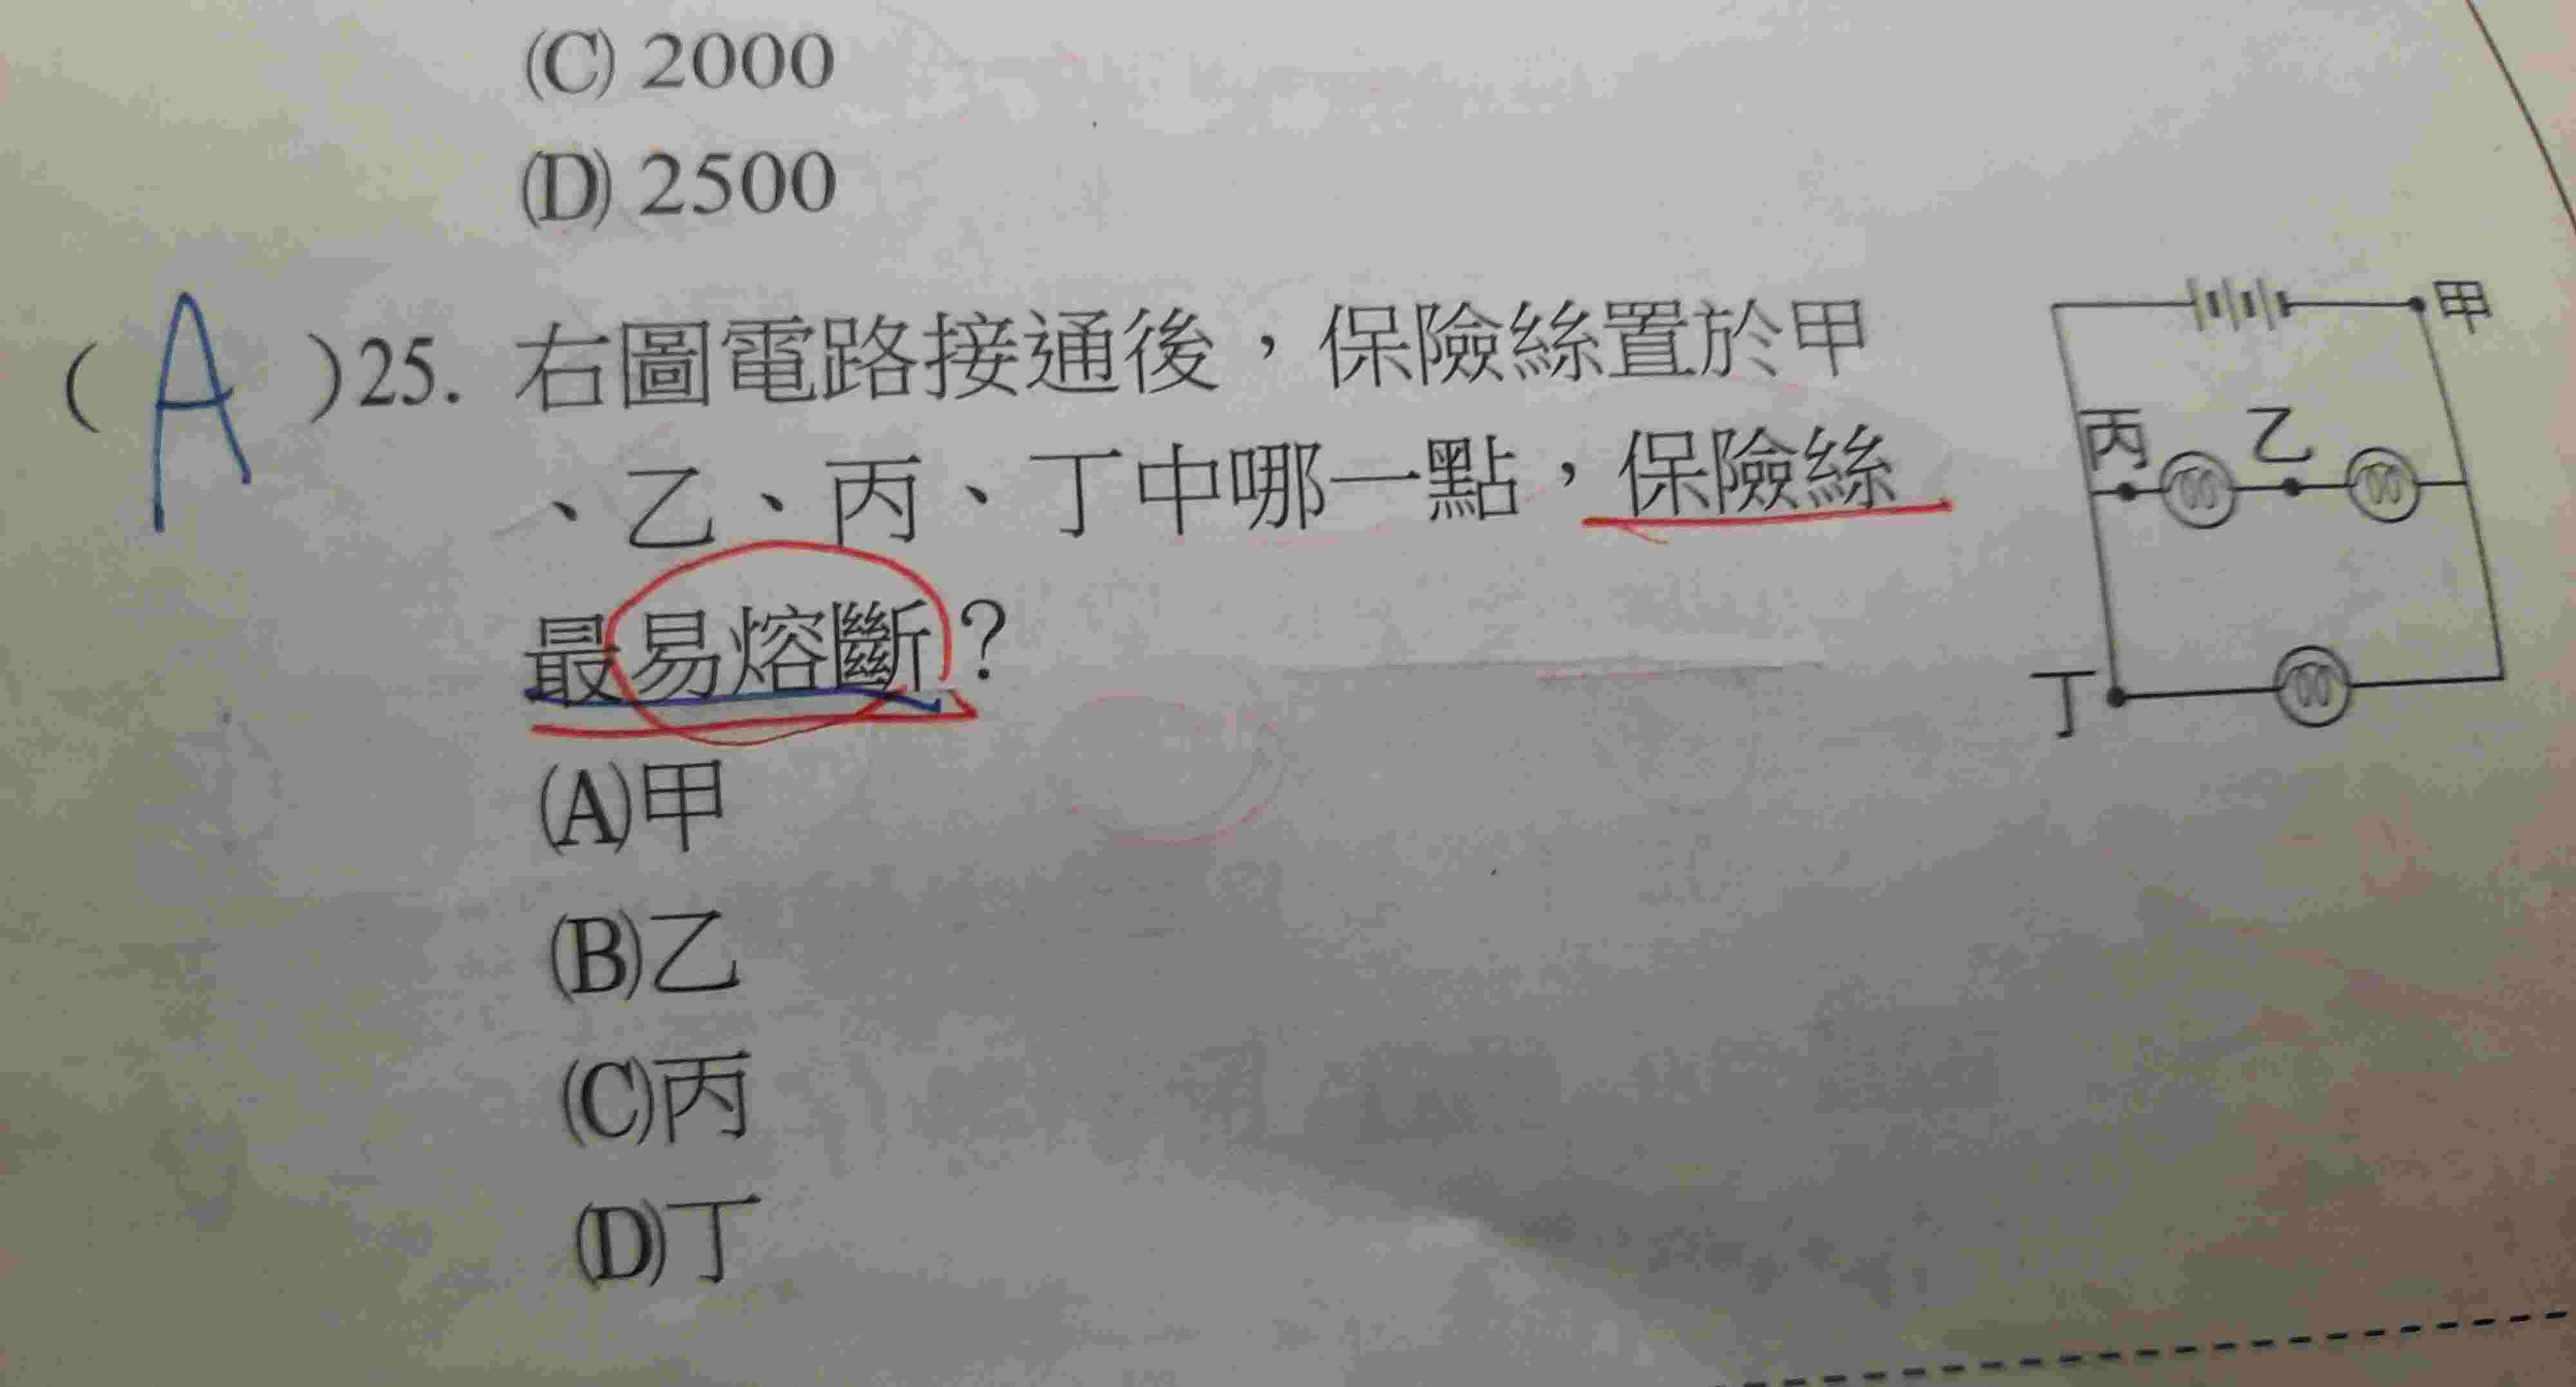 (C) 2000
(D) 2500
( A )25. 右圖電路接通後，保險絲置於甲
、乙、丙、丁中哪一點，保險絲
最易熔斷？
(A)甲
(B)乙
(C)丙
(D)丁
甲
丙 乙
丁